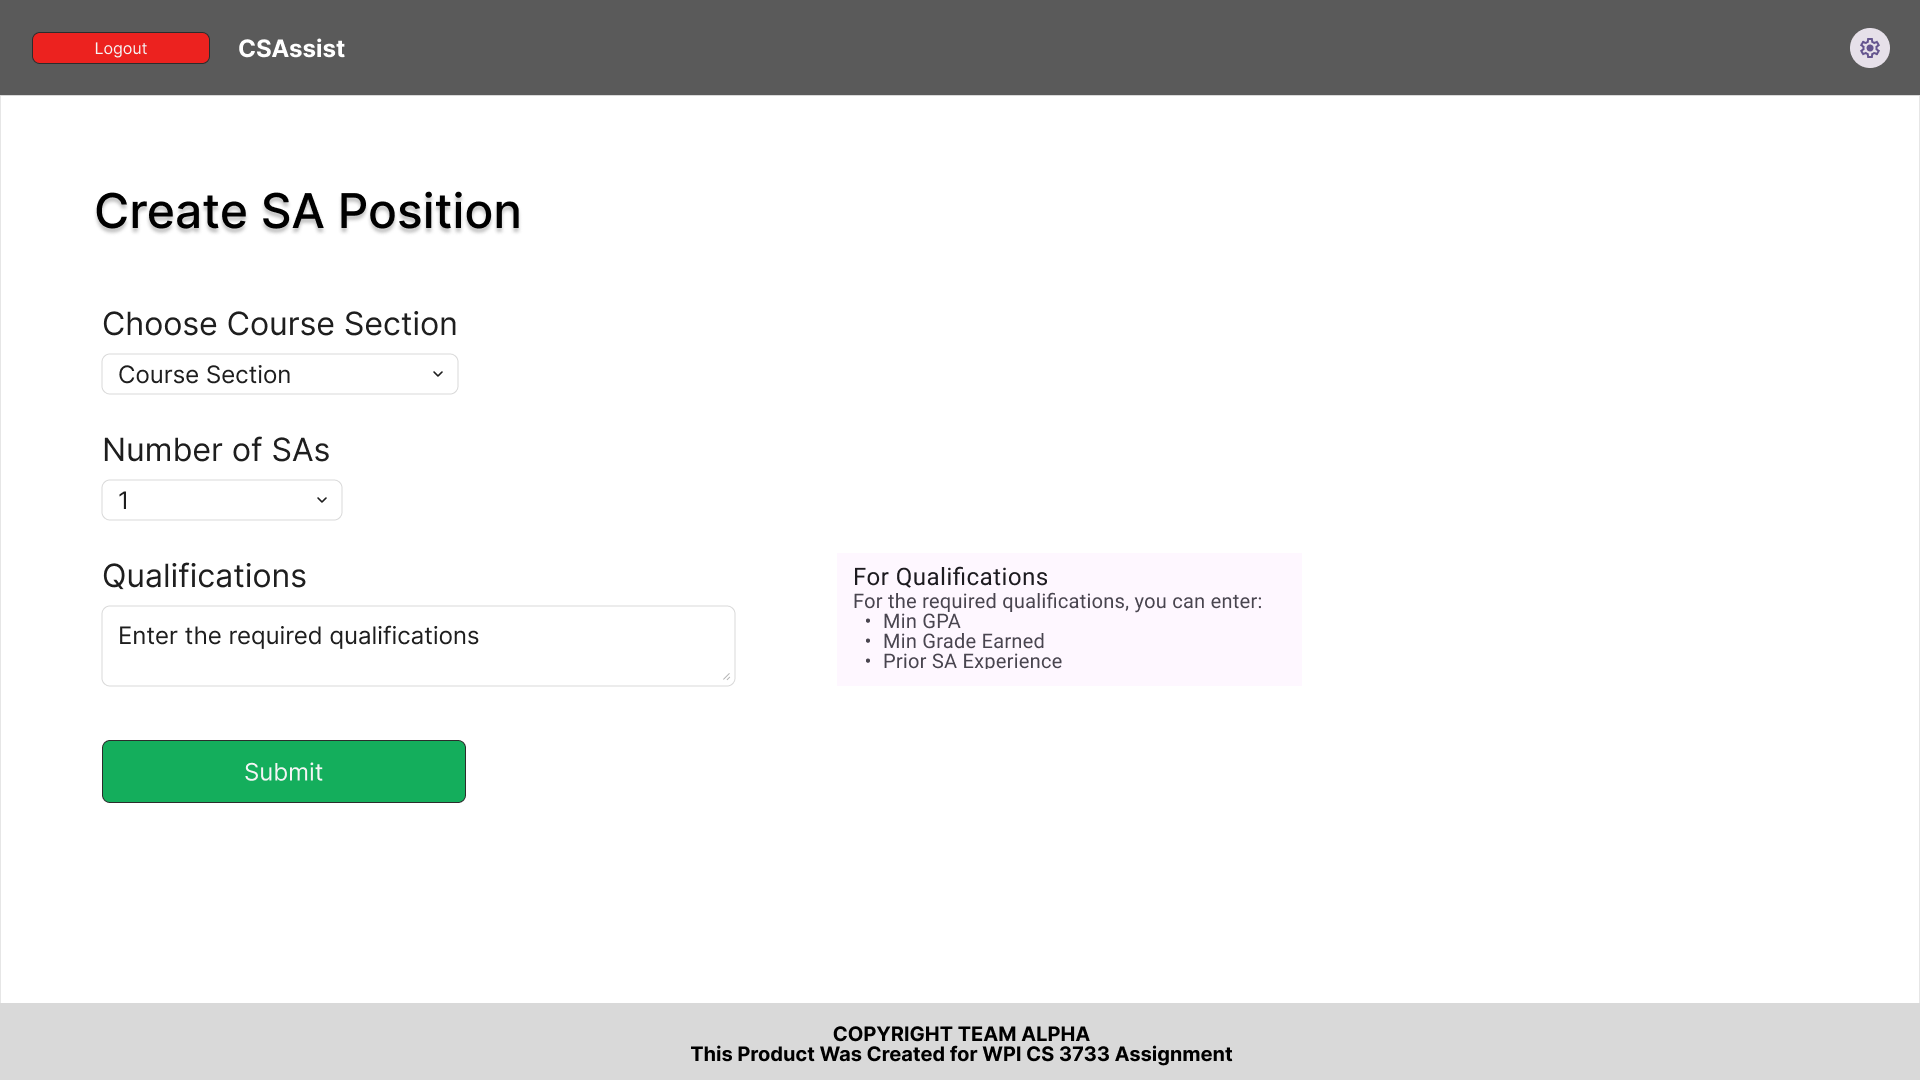 Logout
CSAssist
Create SA Position
Choose Course Section
Course Section
Number of SAs
1
Qualifications
Enter the required qualifications
For Qualifications
For the required qualifications, you can enter:
• Min GPA
• Min Grade Earned
• Prior SA Experience
Submit
COPYRIGHT TEAM ALPHA
This Product Was Created for WPI CS 3733 Assignment